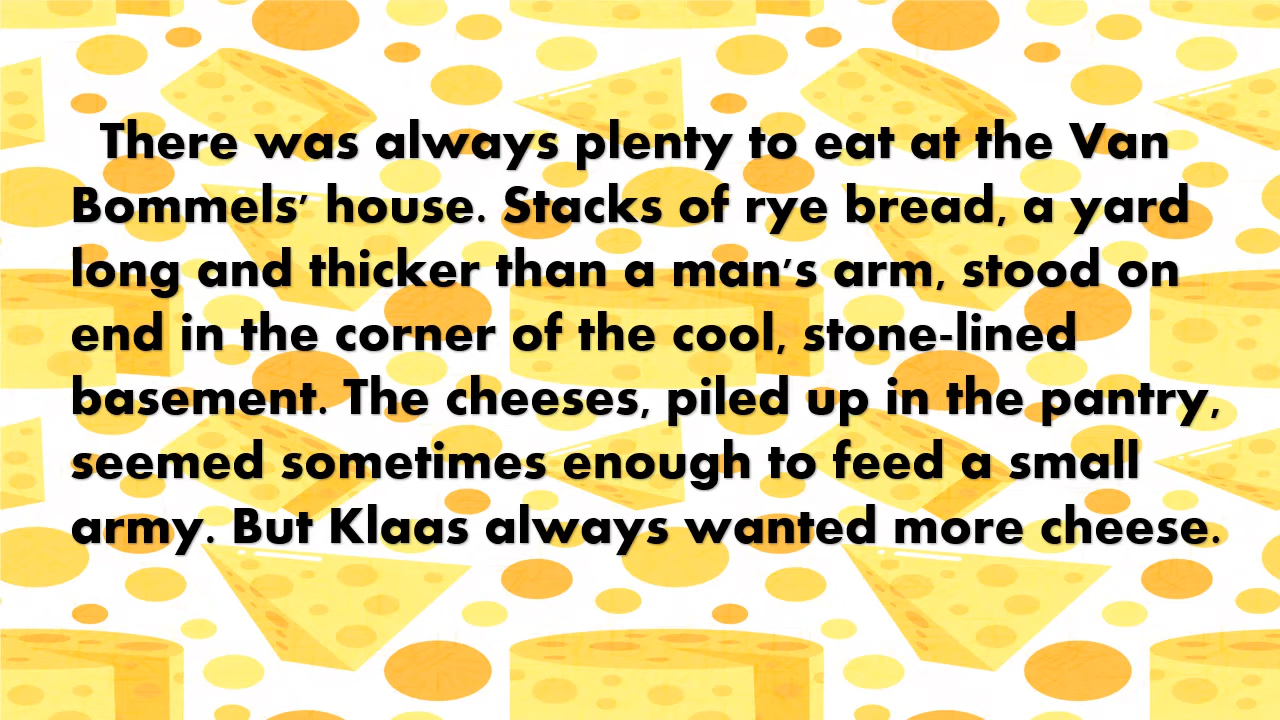 There was always plenty to eat at the Van
Bommels' house. Stacks of rye bread, a yard
long and thicker than a man's arm, stood on
end in the corner of the cool, stone-lined
basement. The cheeses, piled up in the pantry,
seemed sometimes enough to feed a small
army. But Klaas always wanted more cheese.